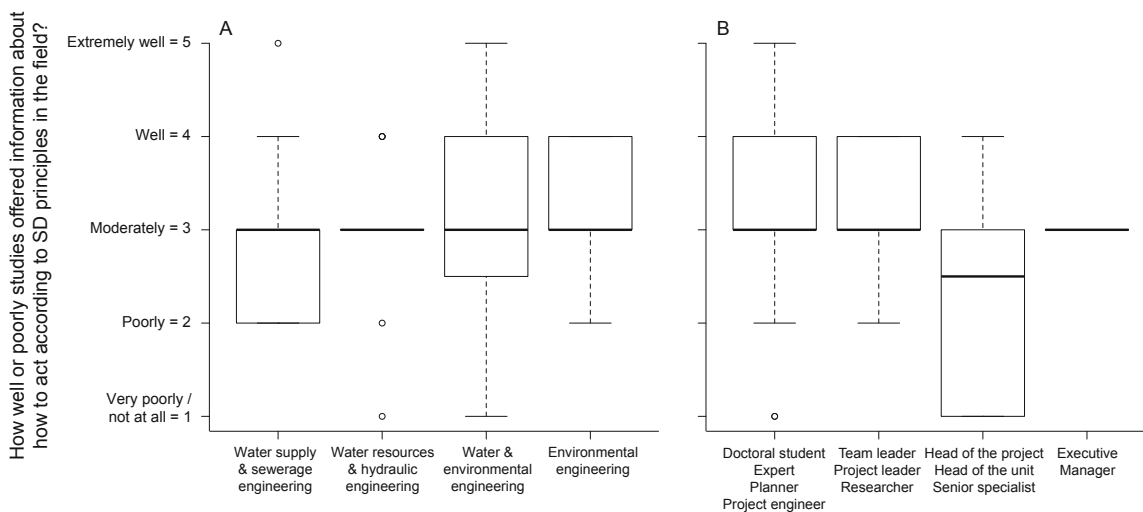 How well or poorly studies offered information about
how to act according to SD principles in the field?
A
Extremely well = 5
Well = 4
Moderately = 3
Poorly = 2
Very poorly /
not at all = 1
Water supply
& sewerage
engineering
Water resources
& hydraulic
engineering
Water &
environmental
engineering
Environmental
engineering
B
Doctoral student
Expert
Planner
Project engineer
Team leader
Project leader
Researcher
Head of the project
Head of the unit
Senior specialist
Executive
Manager